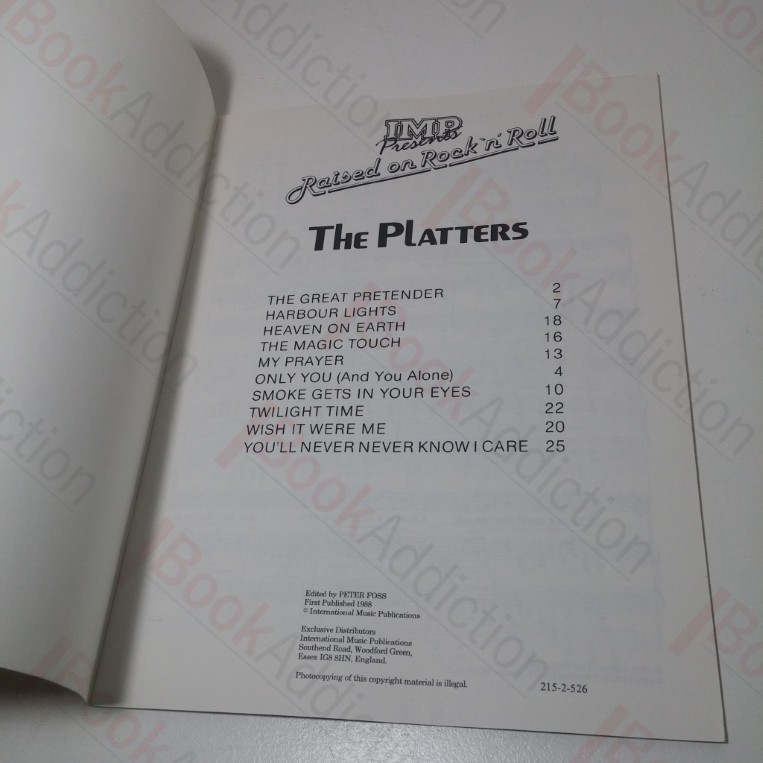 IMP
Presents
Raised on Rock 'n' Roll
THE PLATTERS
THE GREAT PRETENDER 2
HARBOUR LIGHTS 7
HEAVEN ON EARTH 18
THE MAGIC TOUCH 16
MY PRAYER 13
ONLY YOU (And You Alone) 4
SMOKE GETS IN YOUR EYES 10
TWILIGHT TIME 22
WISH IT WERE ME 20
YOU'LL NEVER NEVER KNOW I CARE 25
Edited by PETER FOSS
First Published 1988
© International Music Publications
Exclusive Distributors
International Music Publications
Southend Road, Woodford Green,
Essex IG8 8HN, England.
Photocopying of this copyright material is illegal.
215-2-526
BookAddiction